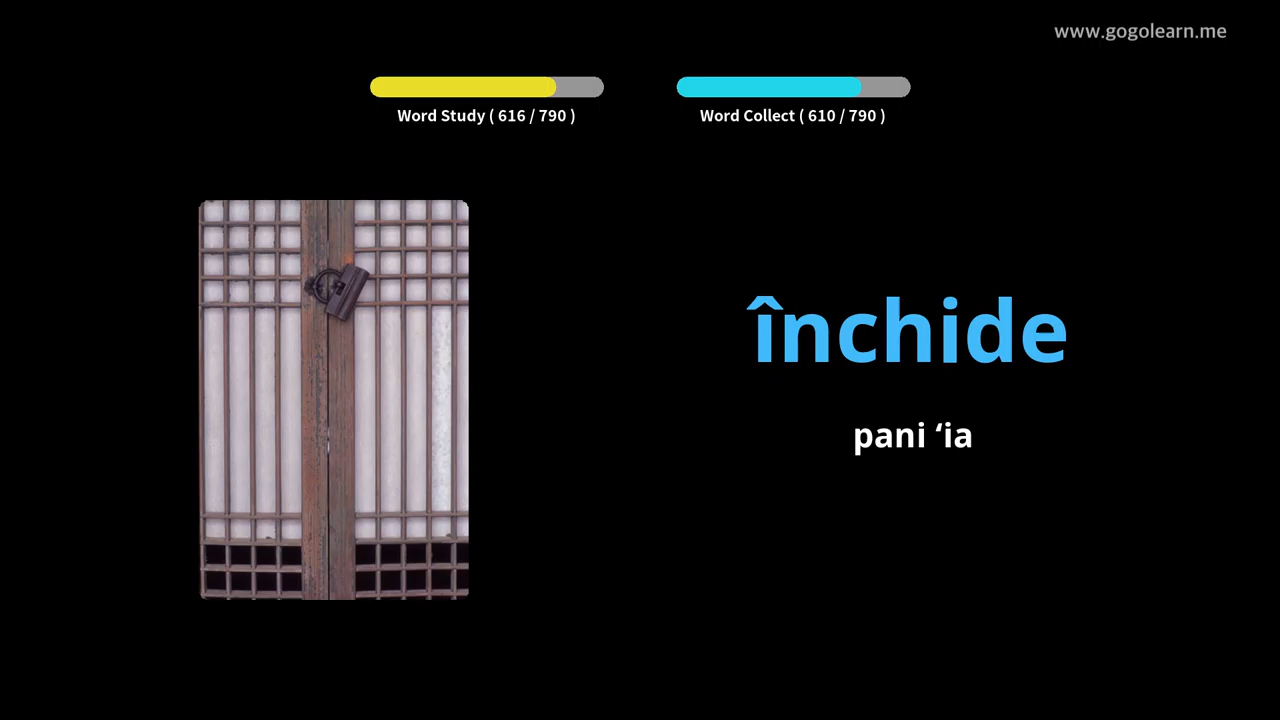 www.gogolearn.me
Word Study ( 616 / 790 )
Word Collect ( 610 / 790 )
închide
pani ‘ia